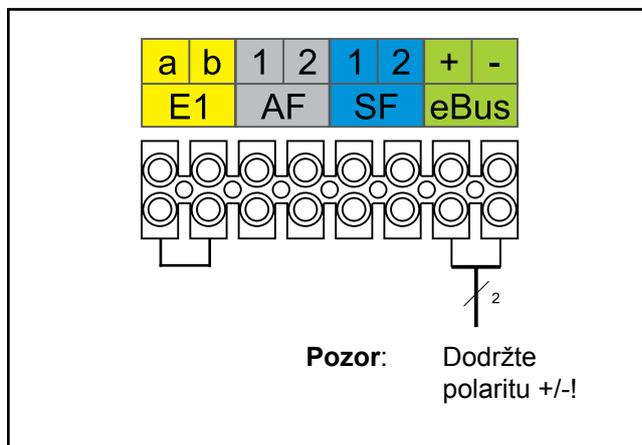 a b 1 2 1 2 + -
E1 AF SF eBus
2
Pozor: Dodržte
polaritu +/-!